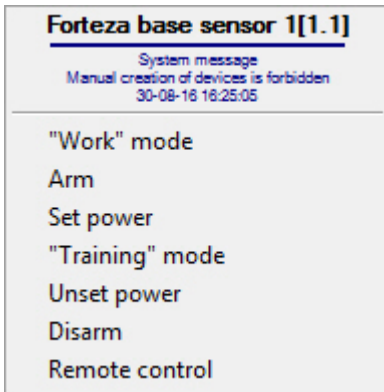 Forteza base sensor 1[1.1]
System message
Manual creation of devices is forbidden
30-08-16 16:25:05
"Work" mode
Arm
Set power
"Training" mode
Unset power
Disarm
Remote control